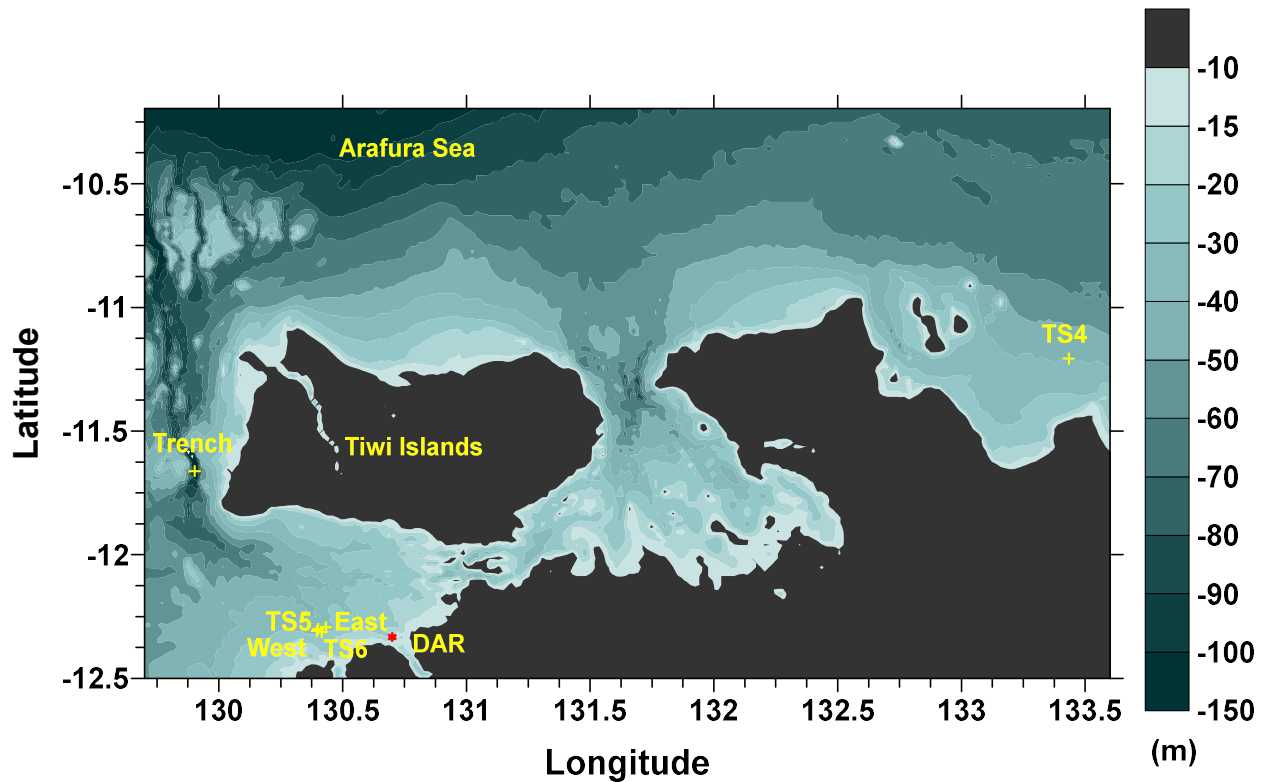 Arafura Sea
TS4
Trench
Tiwi Islands
TS5
East
West
TS6
DAR
-10.5
-11
-11.5
-12
-12.5
Latitude
130
130.5
131
131.5
132
132.5
133
133.5
Longitude
-10
-15
-20
-30
-40
-50
-60
-70
-80
-90
-100
-150
(m)